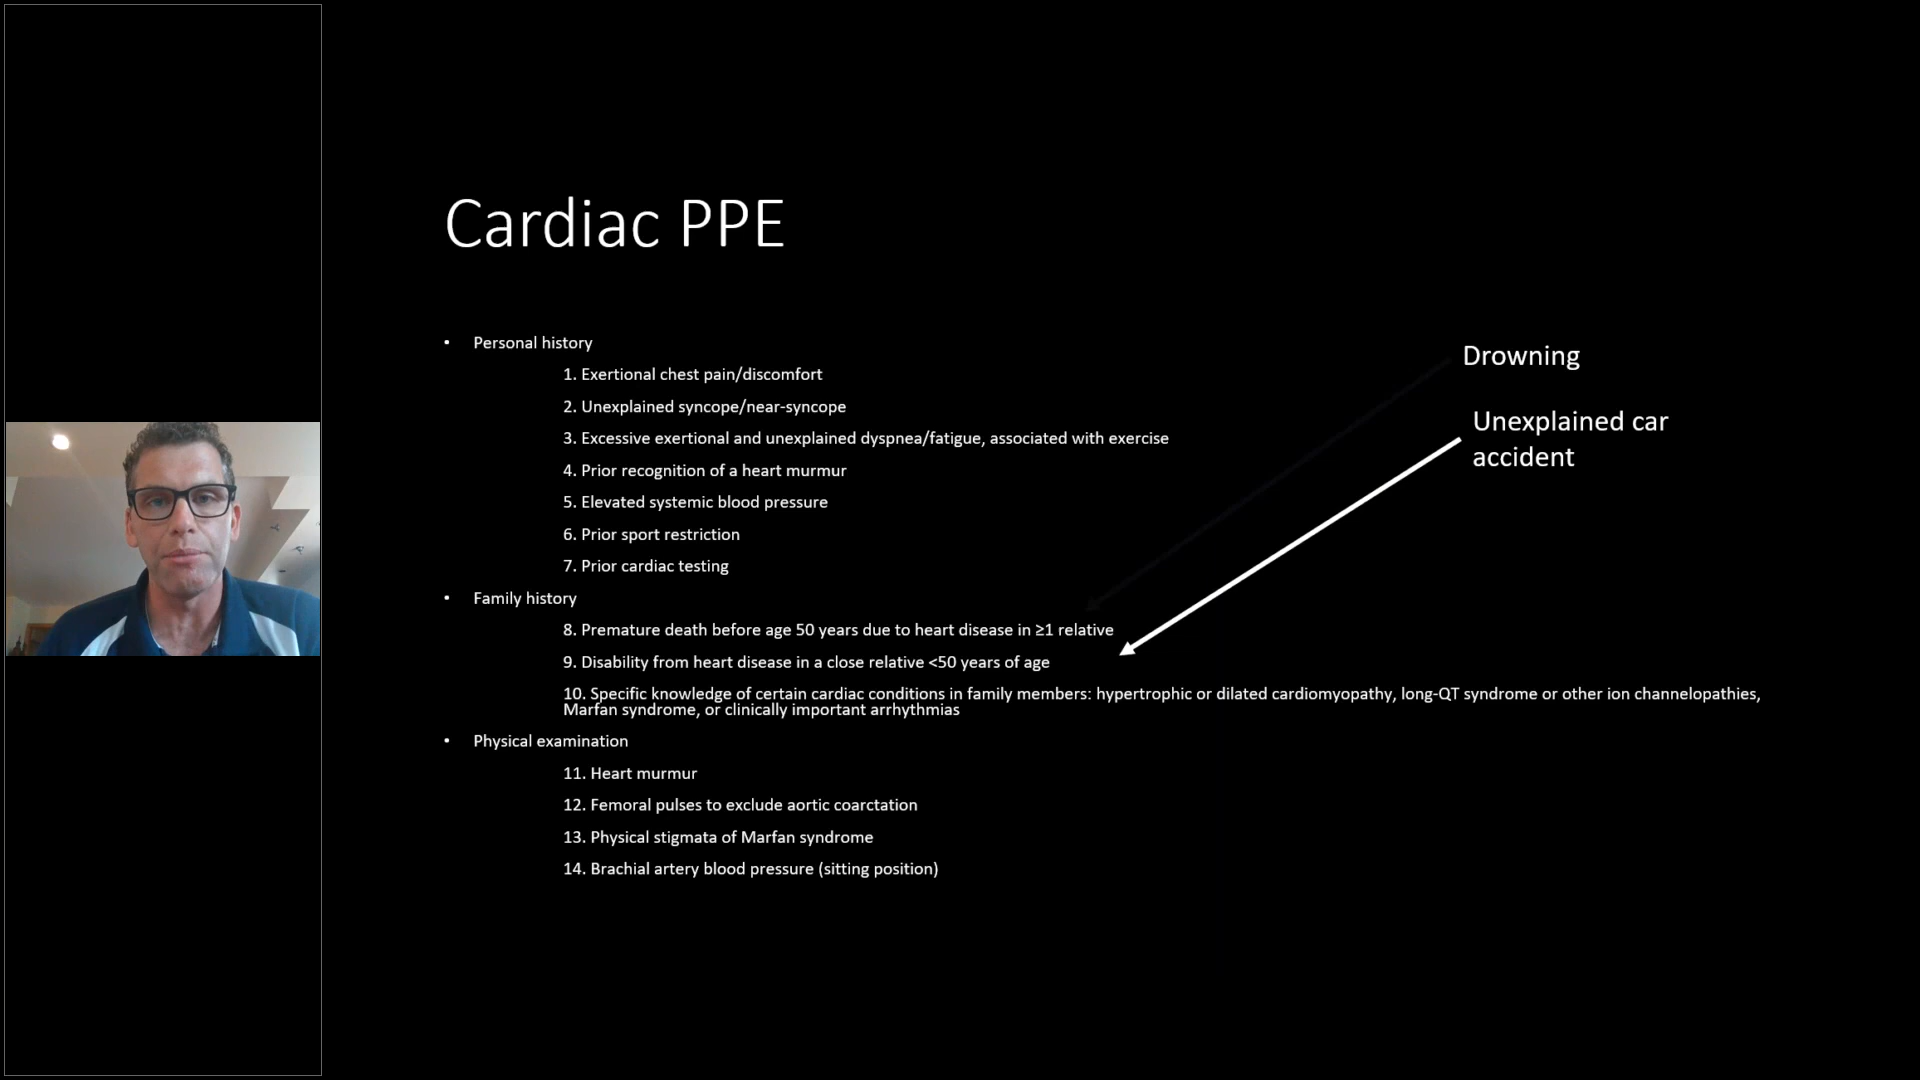 Cardiac PPE
• Personal history
1. Exertional chest pain/discomfort
2. Unexplained syncope/near-syncope
3. Excessive exertional and unexplained dyspnea/fatigue, associated with exercise
4. Prior recognition of a heart murmur
5. Elevated systemic blood pressure
6. Prior sport restriction
7. Prior cardiac testing
• Family history
8. Premature death before age 50 years due to heart disease in ≥1 relative
9. Disability from heart disease in a close relative <50 years of age
10. Specific knowledge of certain cardiac conditions in family members: hypertrophic or dilated cardiomyopathy, long-QT syndrome or other ion channelopathies,
Marfan syndrome, or clinically important arrhythmias
• Physical examination
11. Heart murmur
12. Femoral pulses to exclude aortic coarctation
13. Physical stigmata of Marfan syndrome
14. Brachial artery blood pressure (sitting position)
Drowning
Unexplained car
accident